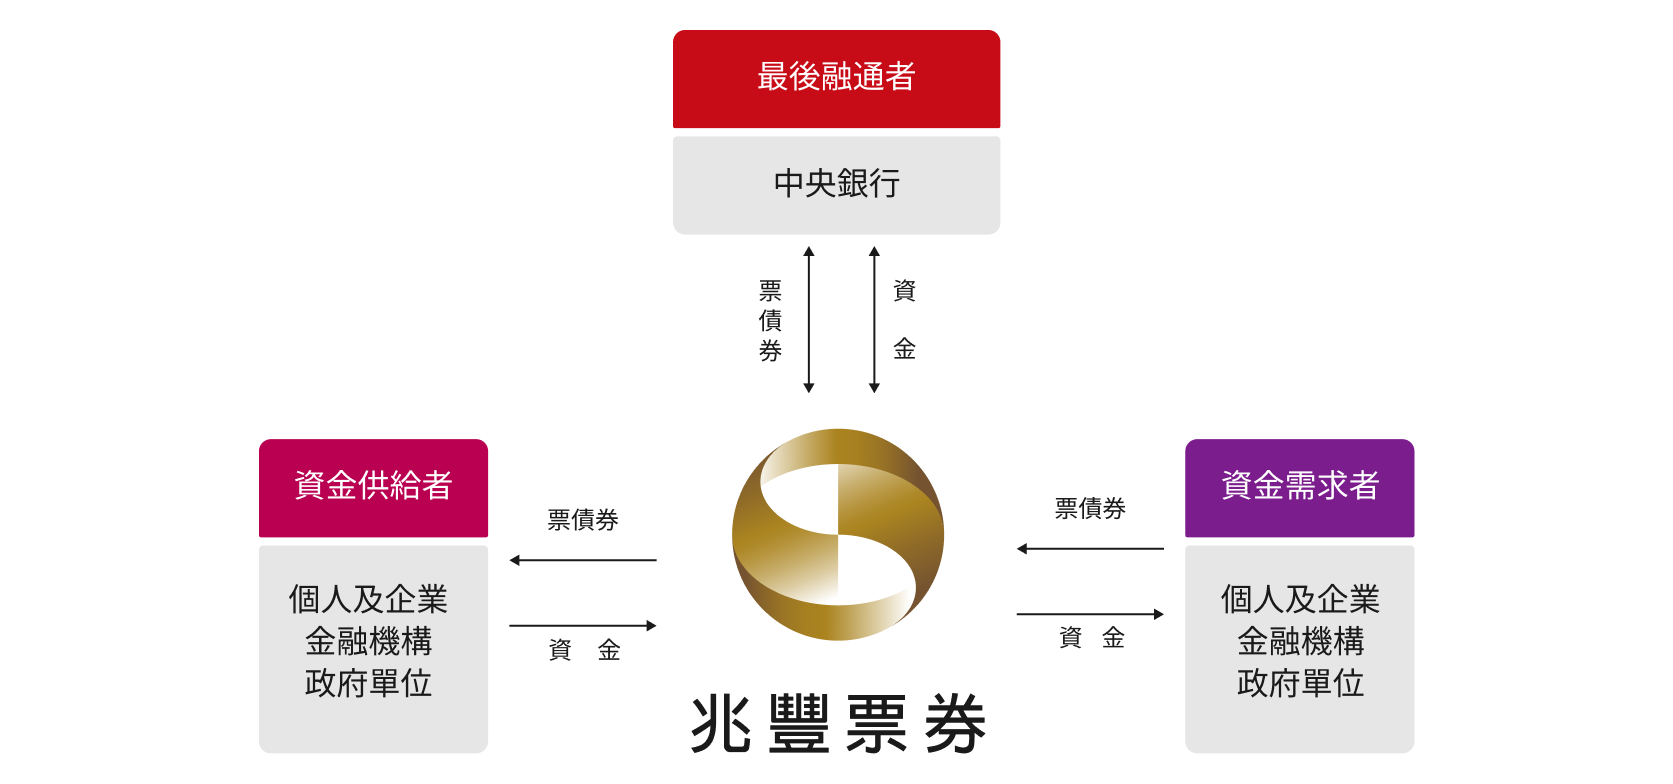 最後融通者
中央銀行
票債券
資金
資金供給者
個人及企業
金融機構
政府單位
票債券
資金
兆豐票券
票債券
資金
資金需求者
個人及企業
金融機構
政府單位